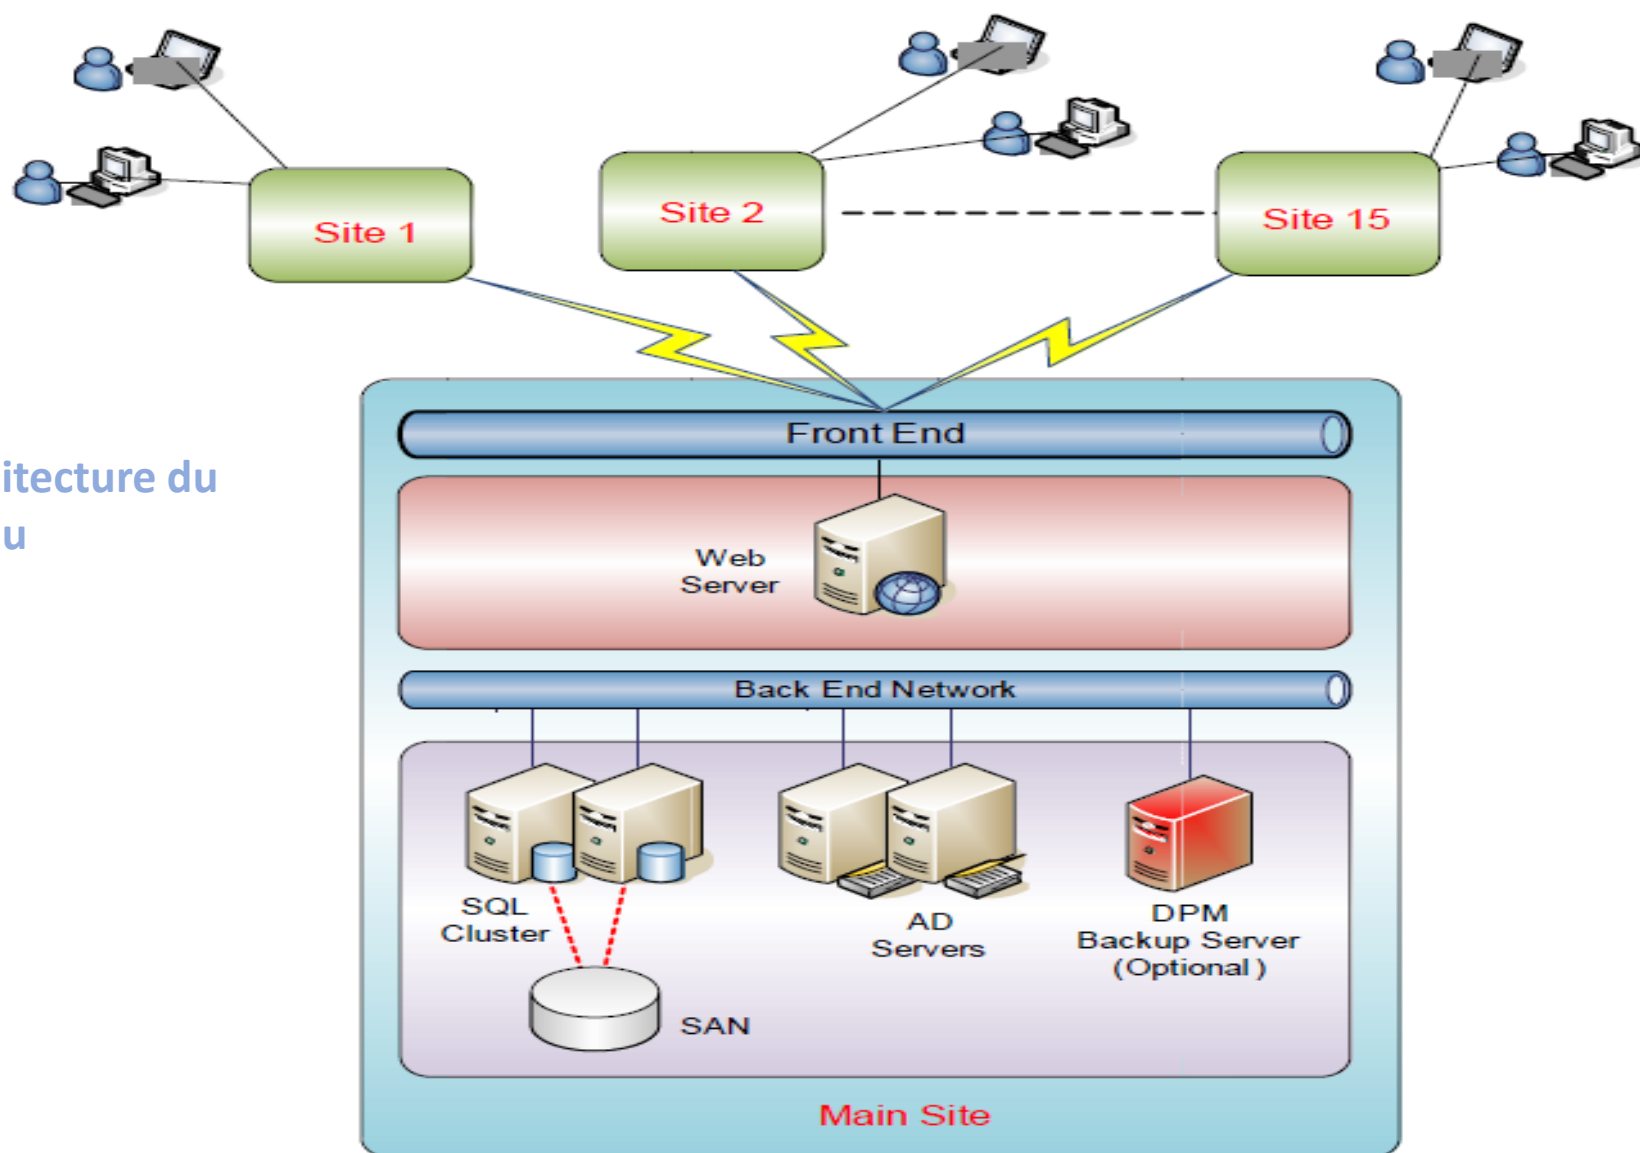 Site 1
Site 2
Site 15
Front End
itecture du
u
Web
Server
Back End Network
SQL
Cluster
AD
Servers
DPM
Backup Server
(Optional)
SAN
Main Site